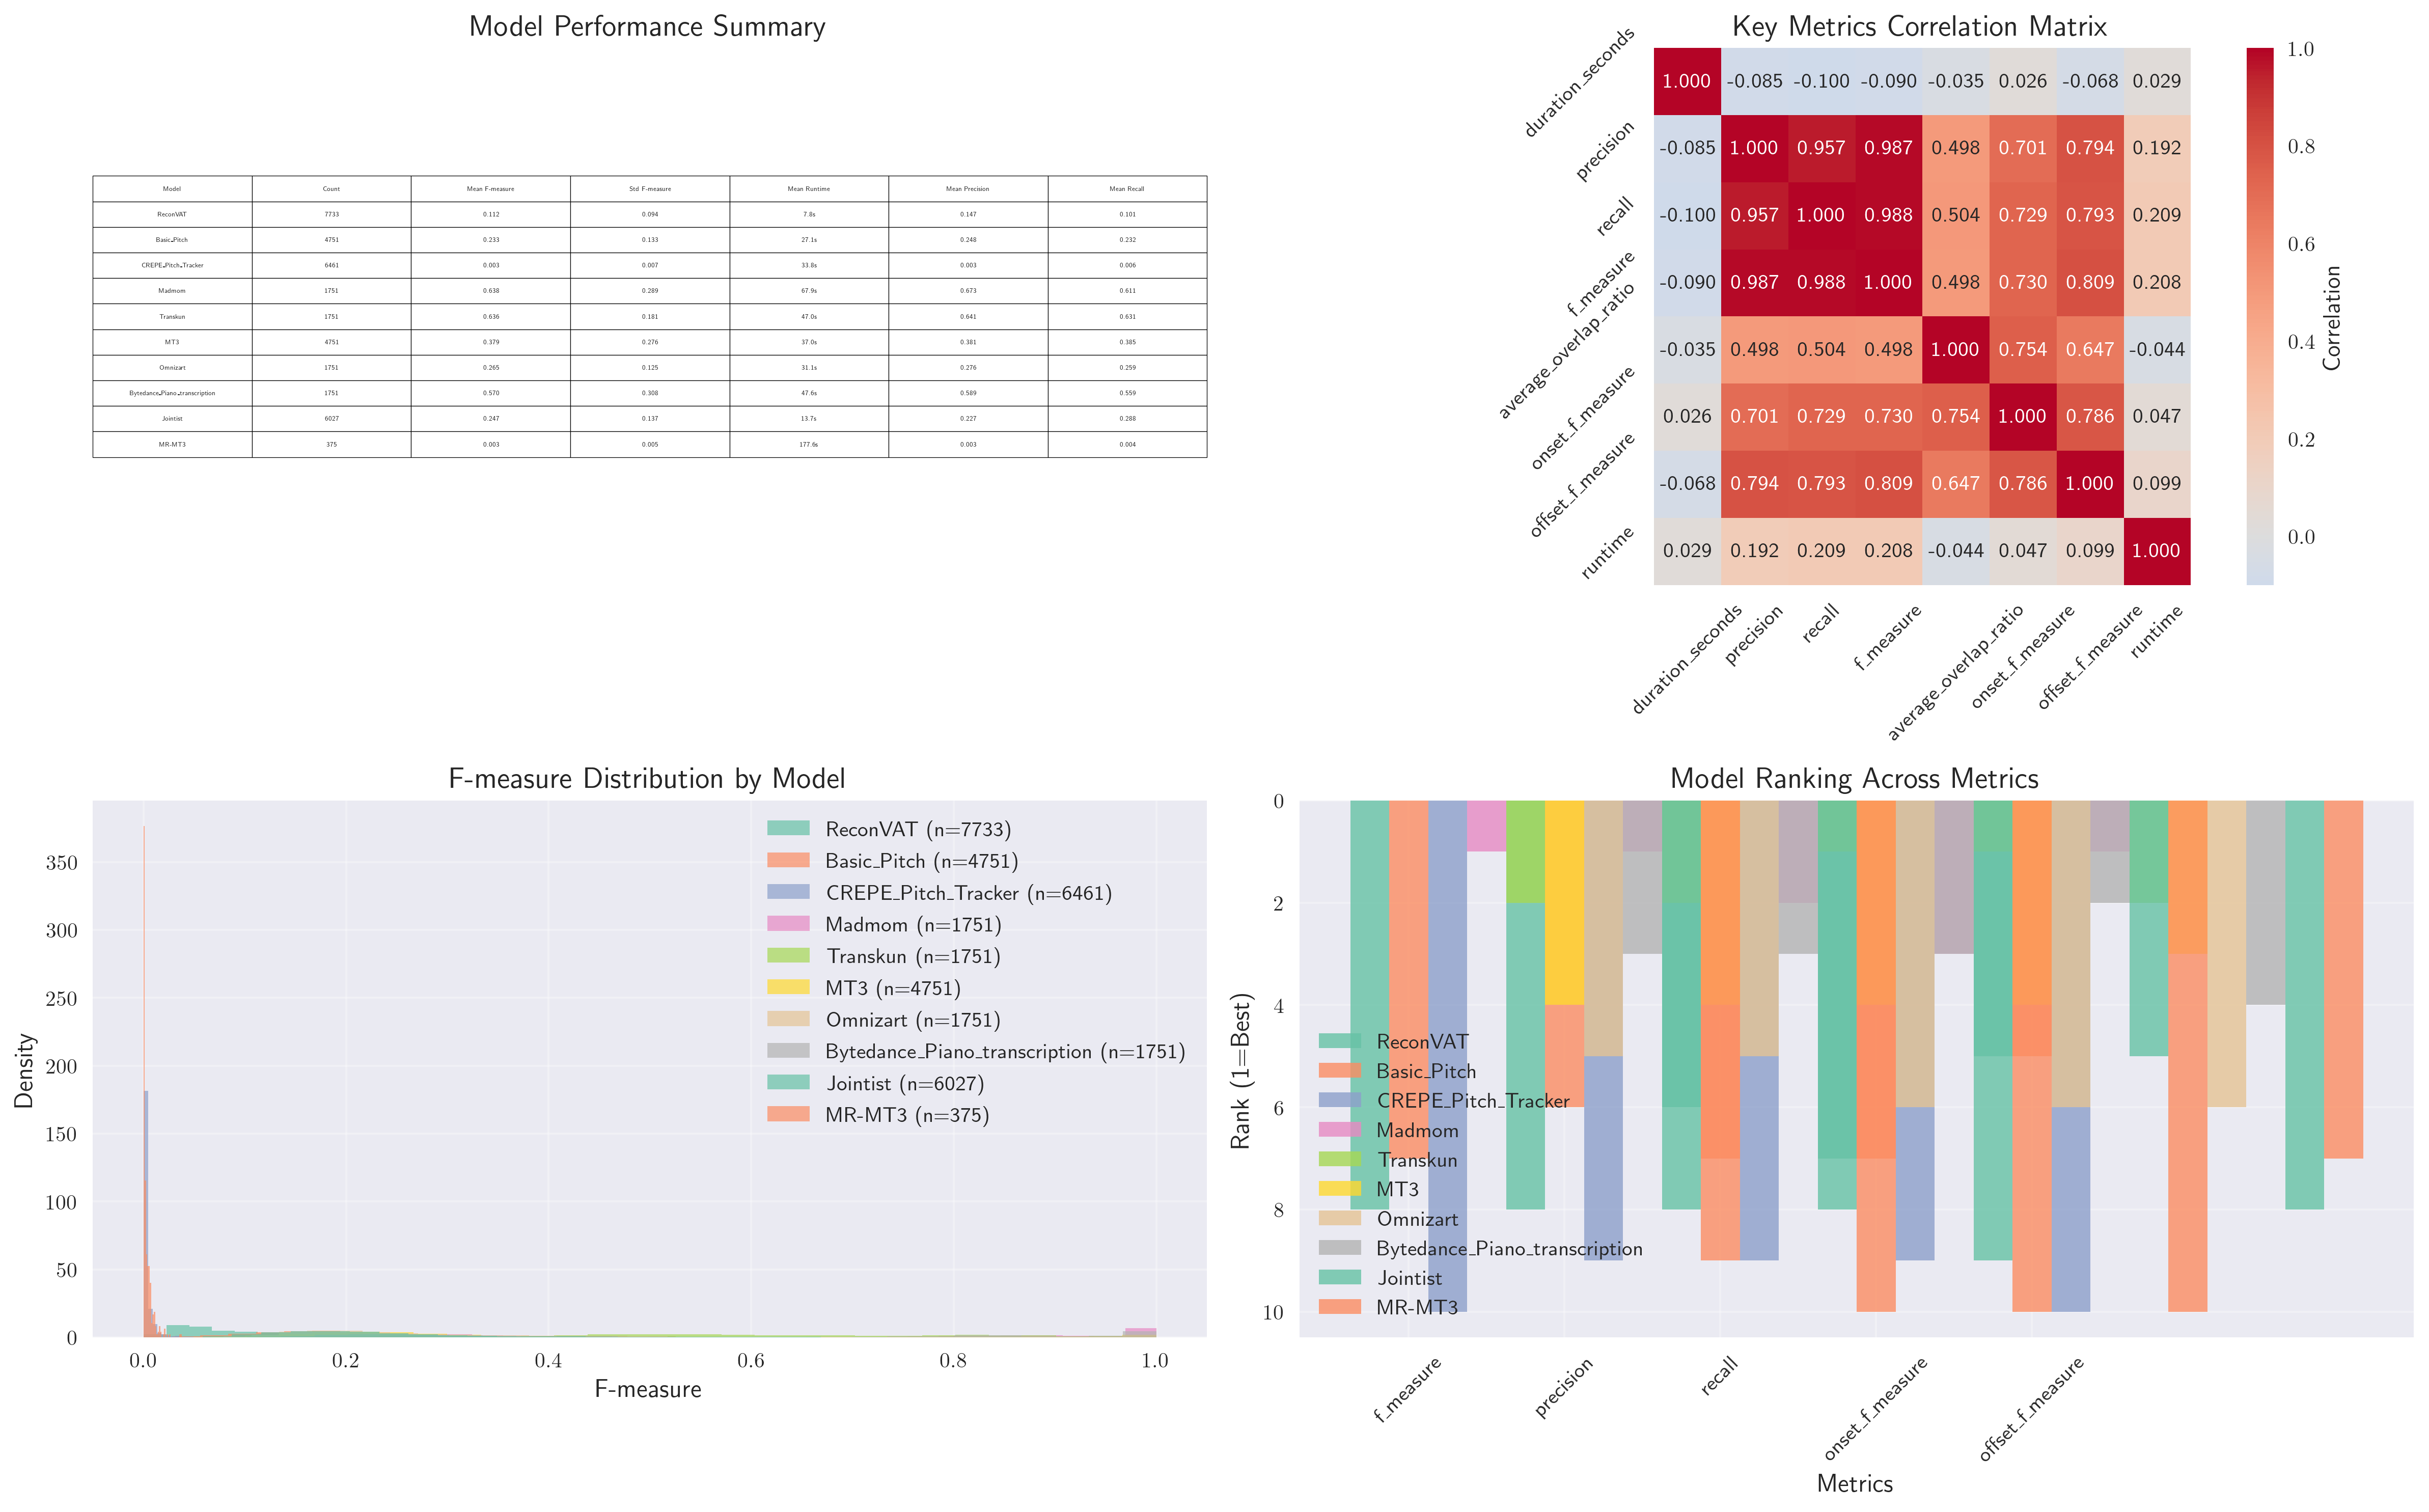 Model Performance Summary
Model Count Mean F-measure Std F-measure Mean Runtime Mean Precision Mean Recall
ReconVAT 7733 0.112 0.094 7.8s 0.147 0.101
Basic_Pitch 4751 0.233 0.133 27.1s 0.248 0.232
CREPE_Pitch_Tracker 6461 0.003 0.007 33.8s 0.003 0.006
Madmom 1751 0.638 0.289 67.9s 0.673 0.611
Transkun 1751 0.636 0.181 47.0s 0.641 0.631
MT3 4751 0.379 0.276 37.0s 0.381 0.385
Omnizart 1751 0.265 0.125 31.1s 0.276 0.259
Bytedance_Piano_transcription 1751 0.570 0.308 47.6s 0.589 0.559
Jointist 6027 0.247 0.137 13.7s 0.227 0.288
MR-MT3 375 0.003 0.005 177.6s 0.003 0.004
Key Metrics Correlation Matrix
duration_seconds 1.000 -0.085 -0.100 -0.090 -0.035 0.026 -0.068 0.029
precision -0.085 1.000 0.957 0.987 0.498 0.701 0.794 0.192
recall -0.100 0.957 1.000 0.988 0.504 0.729 0.793 0.209
f_measure -0.090 0.987 0.988 1.000 0.498 0.730 0.809 0.208
average_overlap_ratio -0.035 0.498 0.504 0.498 1.000 0.754 0.647 -0.044
onset_f_measure 0.026 0.701 0.729 0.730 0.754 1.000 0.786 0.047
offset_f_measure -0.068 0.794 0.793 0.809 0.647 0.786 1.000 0.099
runtime 0.029 0.192 0.209 0.208 -0.044 0.047 0.099 1.000
duration_seconds precision recall f_measure average_overlap_ratio onset_f_measure offset_f_measure runtime
1.0
0.8
0.6
0.4
0.2
0.0
Correlation
F-measure Distribution by Model
Density
350
300
250
200
150
100
50
0
ReconVAT (n=7733)
Basic_Pitch (n=4751)
CREPE_Pitch_Tracker (n=6461)
Madmom (n=1751)
Transkun (n=1751)
MT3 (n=4751)
Omnizart (n=1751)
Bytedance_Piano_transcription (n=1751)
Jointist (n=6027)
MR-MT3 (n=375)
0.0 0.2 0.4 0.6 0.8 1.0
F-measure
Model Ranking Across Metrics
Rank (1=Best)
0
2
4
6
8
10
ReconVAT
Basic_Pitch
CREPE_Pitch_Tracker
Madmom
Transkun
MT3
Omnizart
Bytedance_Piano_transcription
Jointist
MR-MT3
f_measure precision recall onset_f_measure offset_f_measure
Metrics